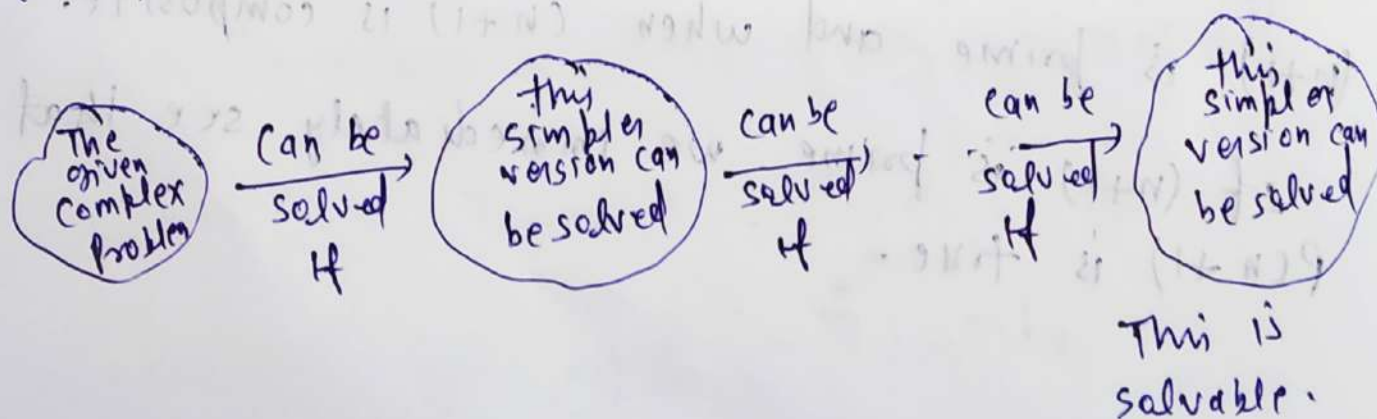 The
given
Complex
Problem
Can be
solved
if
this
simpler
version can
be solved
can be
solved
if
can be
solved
if
this
simpler
version can
be solved
This is
solvable.